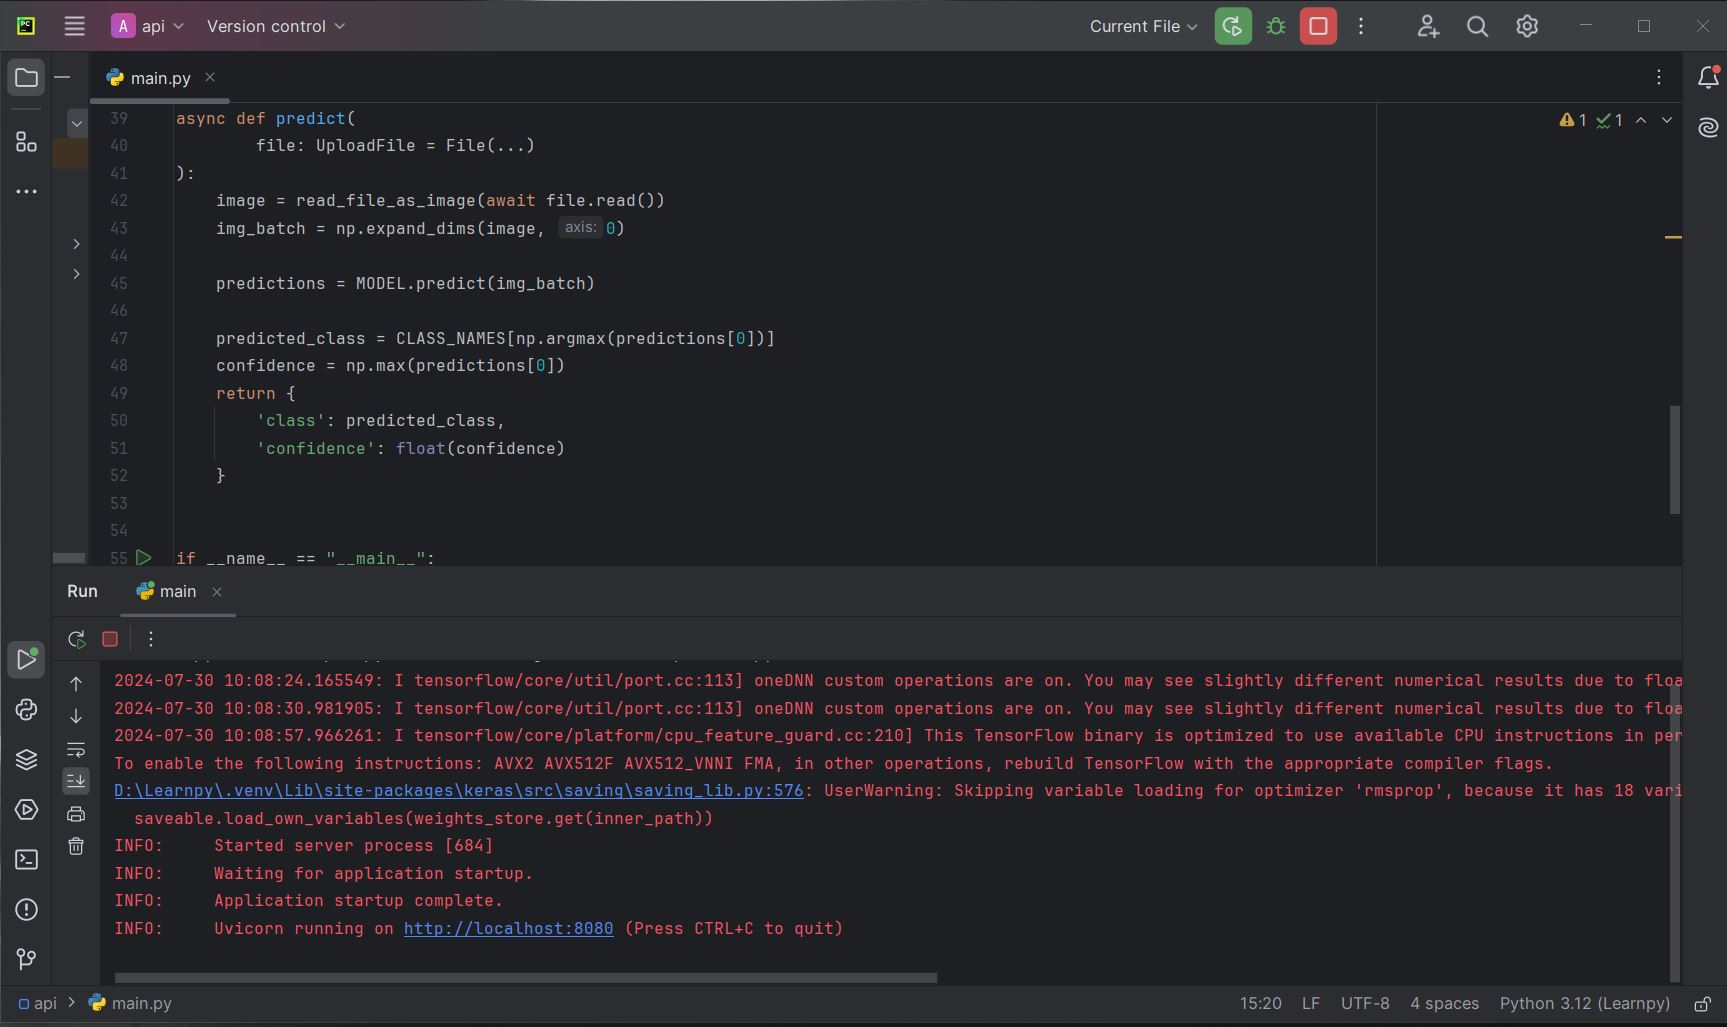 PC
A api Version control Current File
main.py
39 async def predict(
40 file: UploadFile = File(...)
41 ):
42 image = read_file_as_image(await file.read())
43 img_batch = np.expand_dims(image, axis: 0)
44
45 predictions = MODEL.predict(img_batch)
46
47 predicted_class = CLASS_NAMES[np.argmax(predictions[0])]
48 confidence = np.max(predictions[0])
49 return {
50 'class': predicted_class,
51 'confidence': float(confidence)
52 }
53
54
55 if __name__ == "__main__":
1 1
Run main
2024-07-30 10:08:24.165549: I tensorflow/core/util/port.cc:113] oneDNN custom operations are on. You may see slightly different numerical results due to floa
2024-07-30 10:08:30.981905: I tensorflow/core/util/port.cc:113] oneDNN custom operations are on. You may see slightly different numerical results due to floa
2024-07-30 10:08:57.966261: I tensorflow/core/platform/cpu_feature_guard.cc:210] This TensorFlow binary is optimized to use available CPU instructions in per
To enable the following instructions: AVX2 AVX512F AVX512_VNNI FMA, in other operations, rebuild TensorFlow with the appropriate compiler flags.
D:\Learnpy\.venv\Lib\site-packages\keras\src\saving\saving_lib.py:576: UserWarning: Skipping variable loading for optimizer 'rmsprop', because it has 18 vari
saveable.load_own_variables(weights_store.get(inner_path))
INFO: Started server process [684]
INFO: Waiting for application startup.
INFO: Application startup complete.
INFO: Uvicorn running on http://localhost:8080 (Press CTRL+C to quit)
api > main.py 15:20 LF UTF-8 4 spaces Python 3.12 (Learnpy)